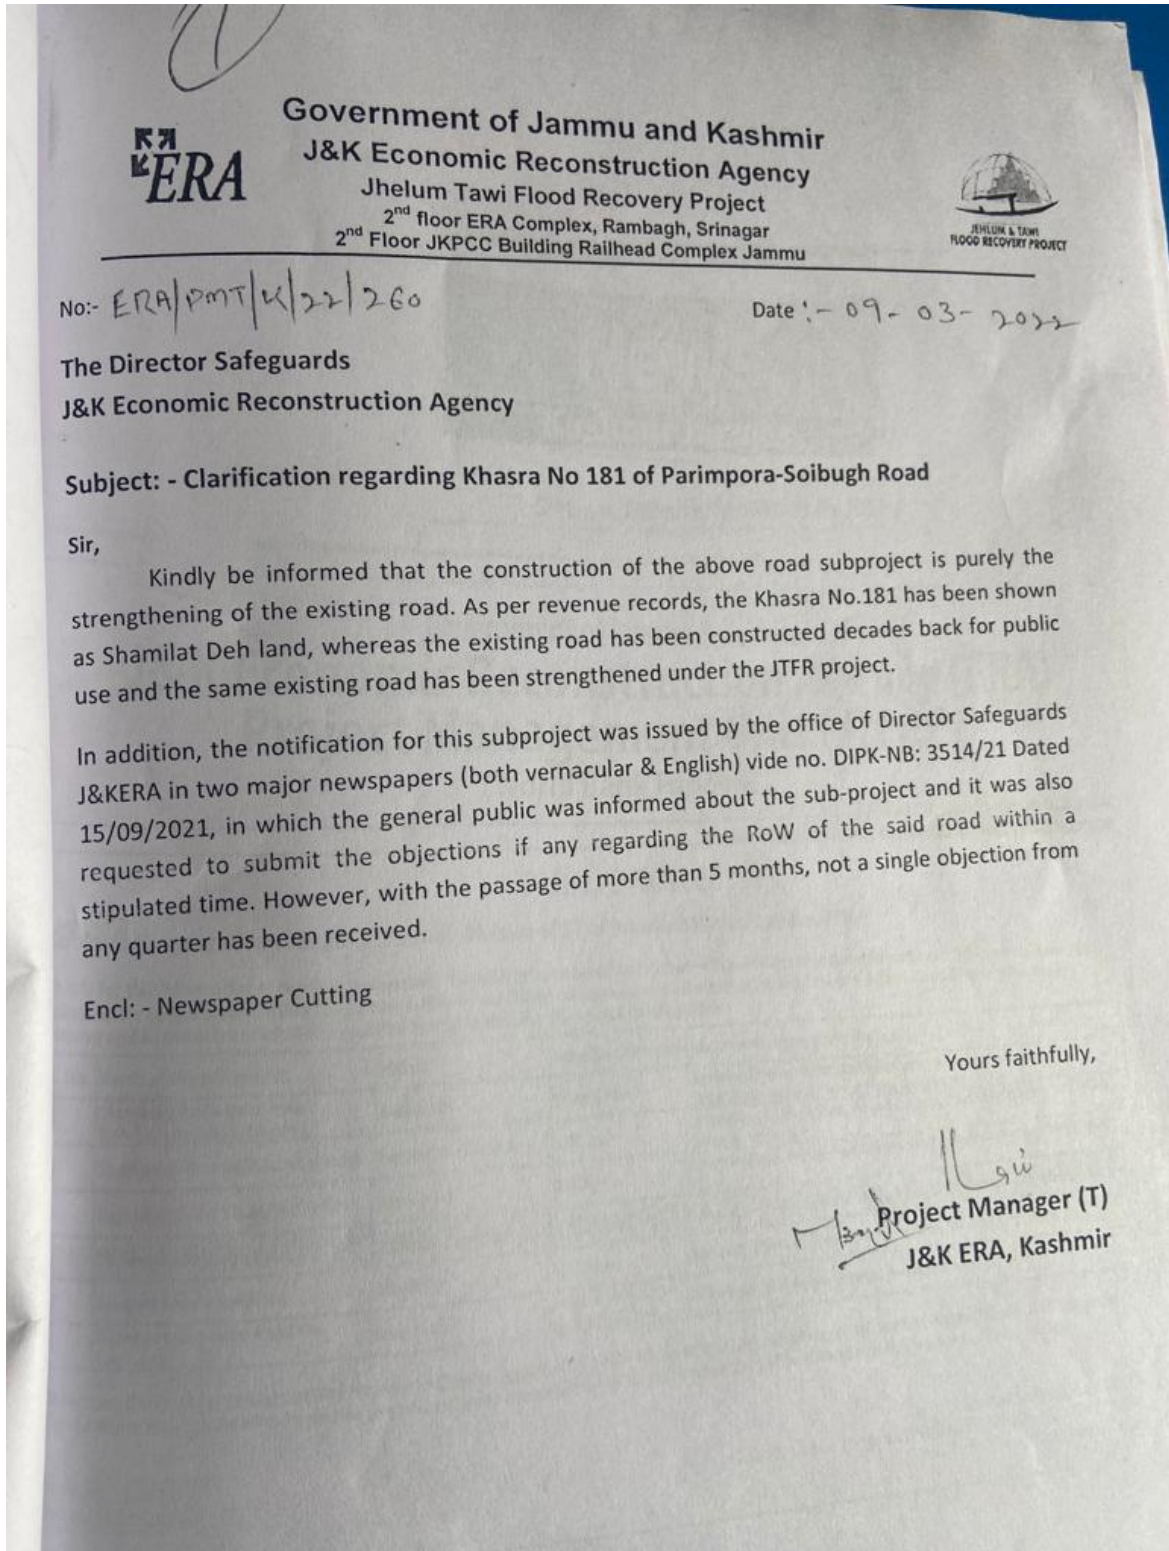 Government of Jammu and Kashmir
ERA
J&K Economic Reconstruction Agency
Jhelum Tawi Flood Recovery Project
2nd floor ERA Complex, Rambagh, Srinagar
2nd Floor JKPCC Building Railhead Complex Jammu
JEHLUM & TAWI
FLOOD RECOVERY PROJECT
No:- ERA/PMT/K/22/260
Date :- 09-03-2022
The Director Safeguards
J&K Economic Reconstruction Agency
Subject: - Clarification regarding Khasra No 181 of Parimpora-Soibugh Road
Sir,
Kindly be informed that the construction of the above road subproject is purely the
strengthening of the existing road. As per revenue records, the Khasra No.181 has been shown
as Shamilat Deh land, whereas the existing road has been constructed decades back for public
use and the same existing road has been strengthened under the JTFR project.
In addition, the notification for this subproject was issued by the office of Director Safeguards
J&KERA in two major newspapers (both vernacular & English) vide no. DIPK-NB: 3514/21 Dated
15/09/2021, in which the general public was informed about the sub-project and it was also
requested to submit the objections if any regarding the RoW of the said road within a
stipulated time. However, with the passage of more than 5 months, not a single objection from
any quarter has been received.
Encl: - Newspaper Cutting
Yours faithfully,
Project Manager (T)
J&K ERA, Kashmir